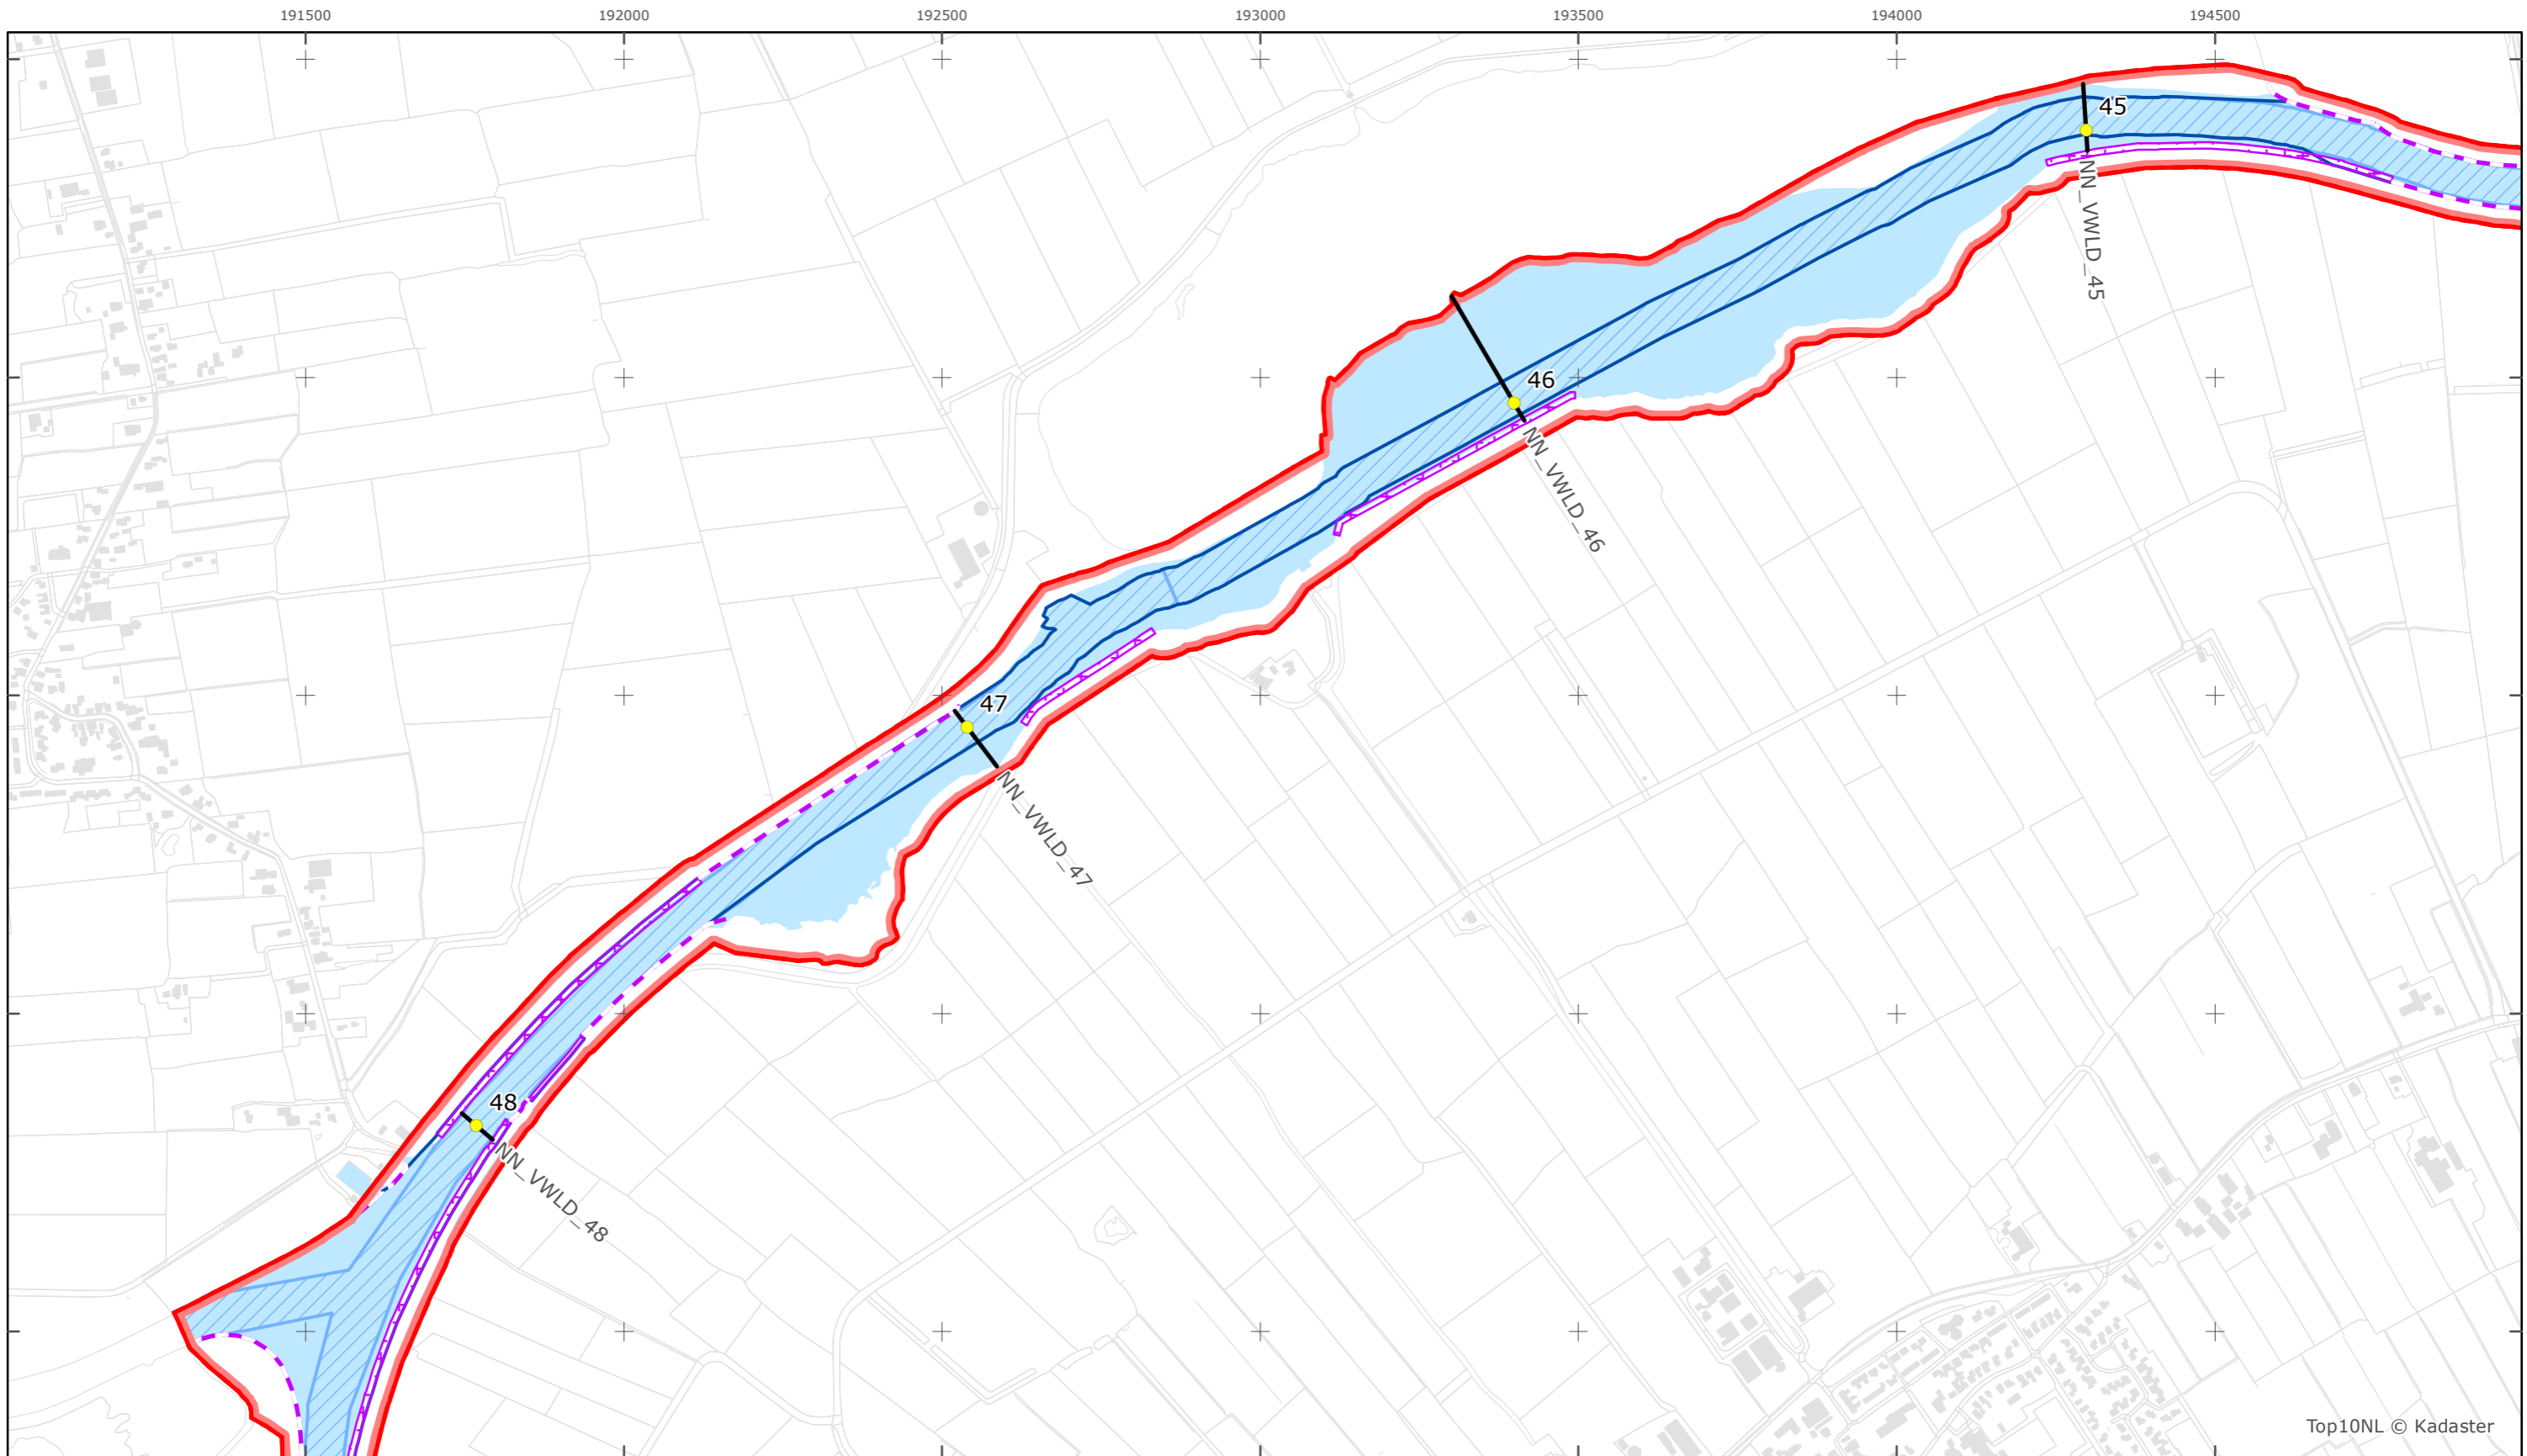 191500 192000 192500 193000 193500 194000 194500
45
NN_VWLD_45
46
NN_VWLD_46
47
NN_VWLD_47
48
NN_VWLD_48
Top10NL © Kadaster